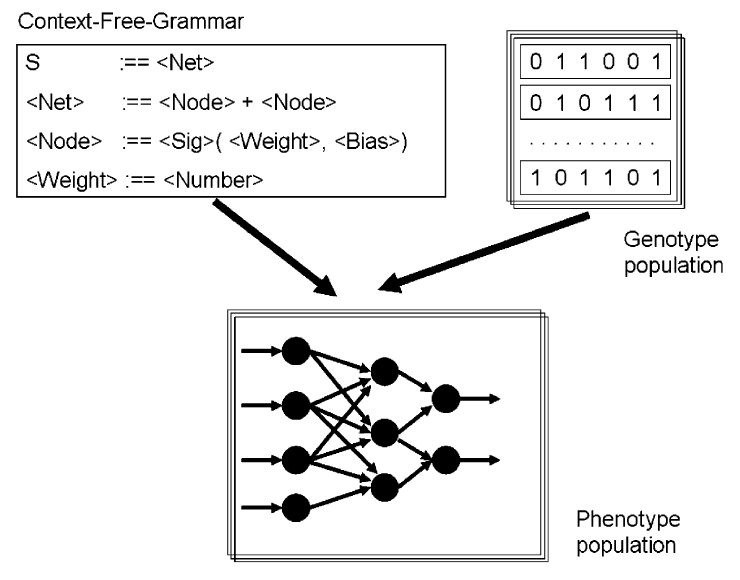 Context-Free-Grammar
S :== <Net>
<Net> :== <Node> + <Node>
<Node> :== <Sig>( <Weight>, <Bias>)
<Weight> :== <Number>
0 1 1 0 0 1
0 1 0 1 1 1
. . . . . . . . . . .
1 0 1 1 0 1
Genotype
population
Phenotype
population